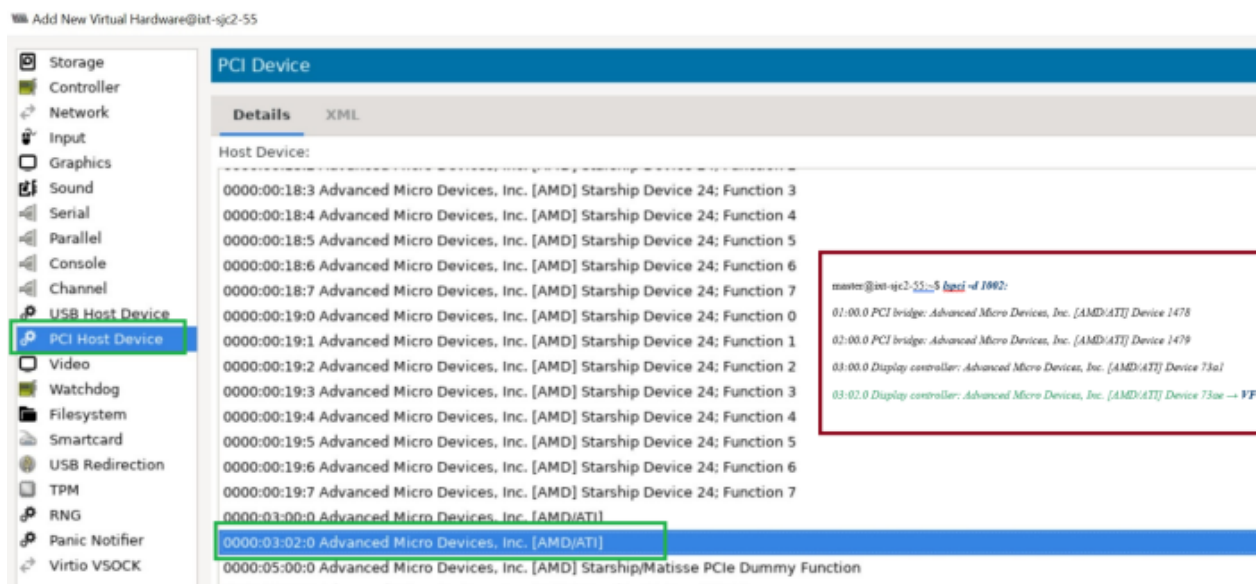 Add New Virtual Hardware@ixt-sjc2-55
Storage
Controller
Network
Input
Graphics
Sound
Serial
Parallel
Console
Channel
USB Host Device
PCI Host Device
Video
Watchdog
Filesystem
Smartcard
USB Redirection
TPM
RNG
Panic Notifier
Virtio VSOCK
PCI Device
Details XML
Host Device:
0000:00:18:3 Advanced Micro Devices, Inc. [AMD] Starship Device 24; Function 3
0000:00:18:4 Advanced Micro Devices, Inc. [AMD] Starship Device 24; Function 4
0000:00:18:5 Advanced Micro Devices, Inc. [AMD] Starship Device 24; Function 5
0000:00:18:6 Advanced Micro Devices, Inc. [AMD] Starship Device 24; Function 6
0000:00:18:7 Advanced Micro Devices, Inc. [AMD] Starship Device 24; Function 7
0000:00:19:0 Advanced Micro Devices, Inc. [AMD] Starship Device 24; Function 0
0000:00:19:1 Advanced Micro Devices, Inc. [AMD] Starship Device 24; Function 1
0000:00:19:2 Advanced Micro Devices, Inc. [AMD] Starship Device 24; Function 2
0000:00:19:3 Advanced Micro Devices, Inc. [AMD] Starship Device 24; Function 3
0000:00:19:4 Advanced Micro Devices, Inc. [AMD] Starship Device 24; Function 4
0000:00:19:5 Advanced Micro Devices, Inc. [AMD] Starship Device 24; Function 5
0000:00:19:6 Advanced Micro Devices, Inc. [AMD] Starship Device 24; Function 6
0000:00:19:7 Advanced Micro Devices, Inc. [AMD] Starship Device 24; Function 7
0000:03:00:0 Advanced Micro Devices, Inc. [AMD/ATI]
0000:03:02:0 Advanced Micro Devices, Inc. [AMD/ATI]
0000:05:00:0 Advanced Micro Devices, Inc. [AMD] Starship/Matisse PCIe Dummy Function
master@ixt-sjc2-55:~$ lspci -d 1002:
01:00.0 PCI bridge: Advanced Micro Devices, Inc. [AMD/ATI] Device 1478
02:00.0 PCI bridge: Advanced Micro Devices, Inc. [AMD/ATI] Device 1479
03:00.0 Display controller: Advanced Micro Devices, Inc. [AMD/ATI] Device 73a1
03:02.0 Display controller: Advanced Micro Devices, Inc. [AMD/ATI] Device 73ae → VF